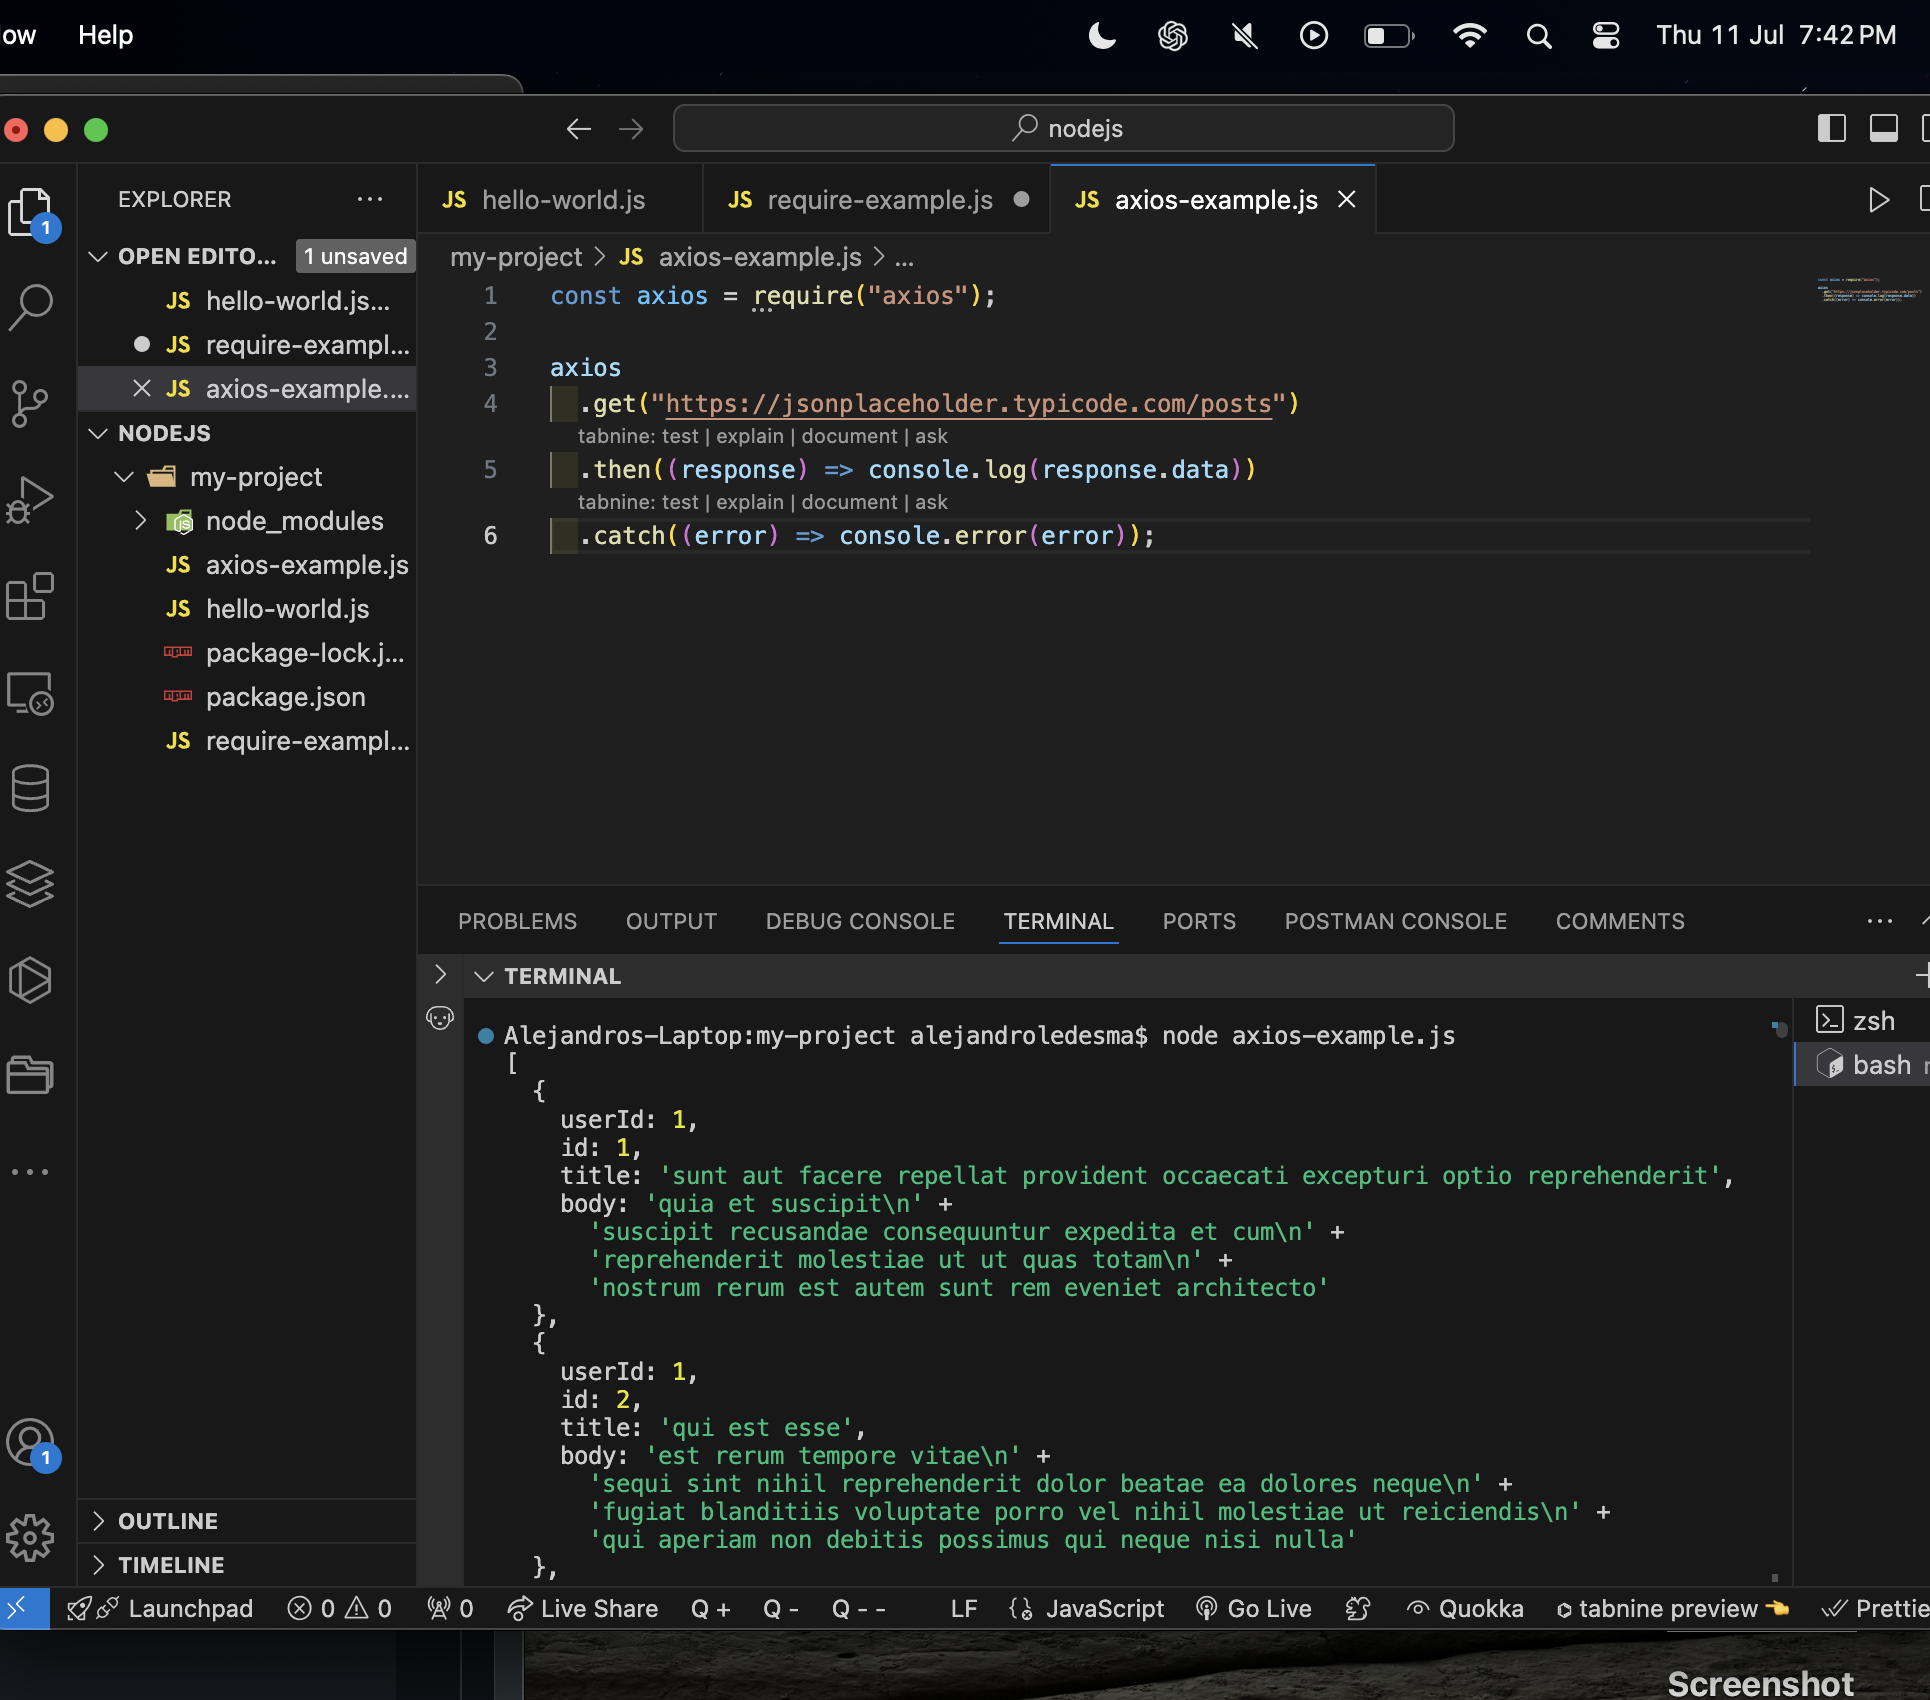 Help
Thu 11 Jul 7:42 PM
nodejs
EXPLORER
JS hello-world.js
JS require-example.js
JS axios-example.js
OPEN EDITO... 1 unsaved
JS hello-world.js...
JS require-exampl...
JS axios-example....
NODEJS
my-project
node_modules
JS axios-example.js
JS hello-world.js
package-lock.j...
package.json
JS require-exampl...
OUTLINE
TIMELINE
1
1
my-project > JS axios-example.js > ...
1 const axios = require("axios");
2
3 axios
4 .get("https://jsonplaceholder.typicode.com/posts")
tabnine: test | explain | document | ask
5 .then((response) => console.log(response.data))
tabnine: test | explain | document | ask
6 .catch((error) => console.error(error));
PROBLEMS OUTPUT DEBUG CONSOLE TERMINAL PORTS POSTMAN CONSOLE COMMENTS
TERMINAL
zsh
bash
Alejandros-Laptop:my-project alejandroledesma$ node axios-example.js
[
{
userId: 1,
id: 1,
title: 'sunt aut facere repellat provident occaecati excepturi optio reprehenderit',
body: 'quia et suscipit\n' +
'suscipit recusandae consequuntur expedita et cum\n' +
'reprehenderit molestiae ut ut quas totam\n' +
'nostrum rerum est autem sunt rem eveniet architecto'
},
{
userId: 1,
id: 2,
title: 'qui est esse',
body: 'est rerum tempore vitae\n' +
'sequi sint nihil reprehenderit dolor beatae ea dolores neque\n' +
'fugiat blanditiis voluptate porro vel nihil molestiae ut reiciendis\n' +
'qui aperiam non debitis possimus qui neque nisi nulla'
},
Launchpad 0 0 0 Live Share Q + Q - Q - - LF JavaScript Go Live Quokka tabnine preview Prettie
Screenshot